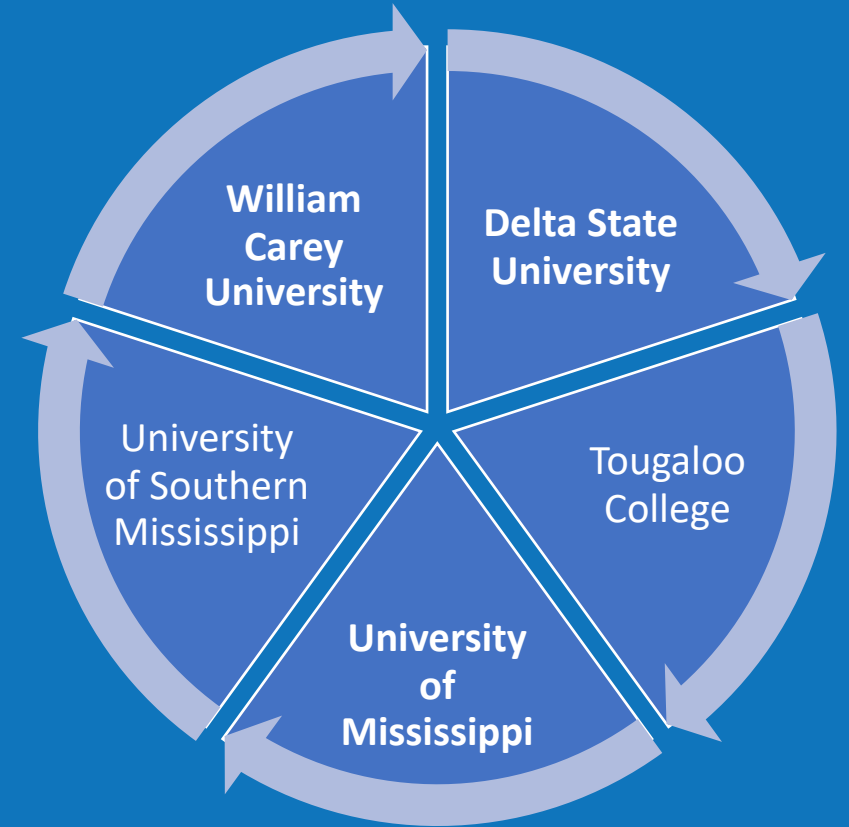 William
Carey
University
Delta State
University
University
of Southern
Mississippi
Tougaloo
College
University
of
Mississippi